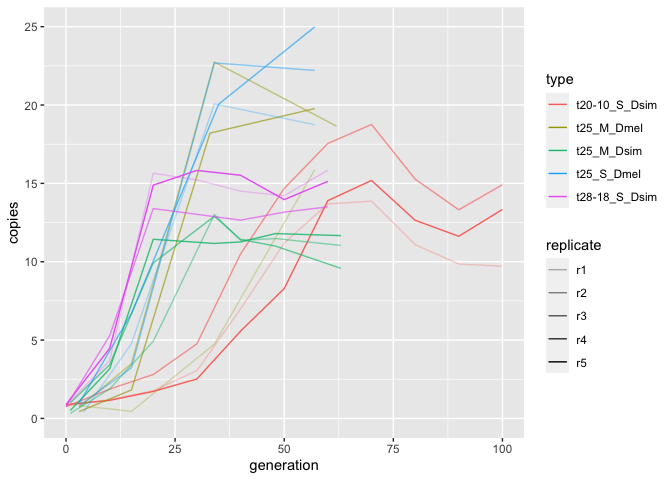 25
20
15
10
5
0
copies
0
25
50
75
100
generation
type
t20-10_S_Dsim
t25_M_Dmel
t25_M_Dsim
t25_S_Dmel
t28-18_S_Dsim
replicate
r1
r2
r3
r4
r5